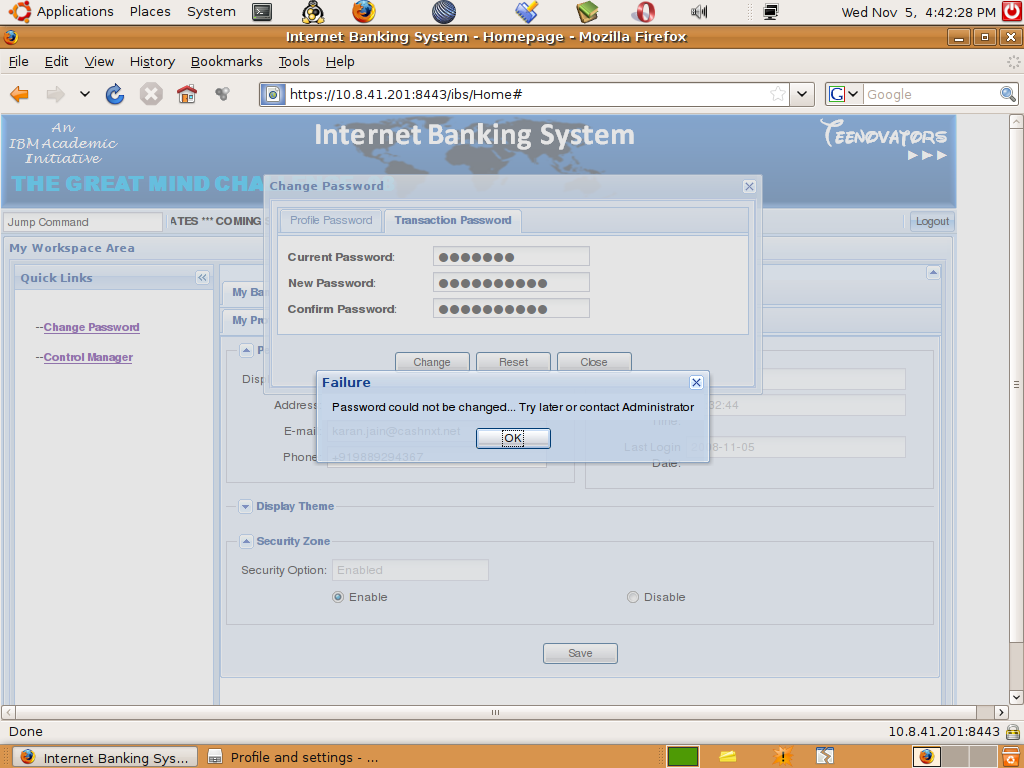 Applications Places System Wed Nov 5, 4:42:28 PM
Internet Banking System - Homepage - Mozilla Firefox
File Edit View History Bookmarks Tools Help
https://10.8.41.201:8443/ibs/Home# G Google
An
IBM Academic
Initiative
Internet Banking System
TEENOVATORS
THE GREAT MIND CHA
Change Password
Jump Command ATES *** COMING Logout
Profile Password Transaction Password
My Workspace Area
Current Password:
Quick Links
New Password:
My Ba
Confirm Password:
My Pr
--Change Password
--Control Manager
Change Reset Close
Failure
Password could not be changed... Try later or contact Administrator
Address
32:44
Time:
E-mail karan.jain@cashnxt.net
OK
Last Login 08-11-05
Phone +919889294367
Date:
Display Theme
Security Zone
Security Option: Enabled
Enable Disable
Save
Done 10.8.41.201:8443
Internet Banking Sys... Profile and settings - ...